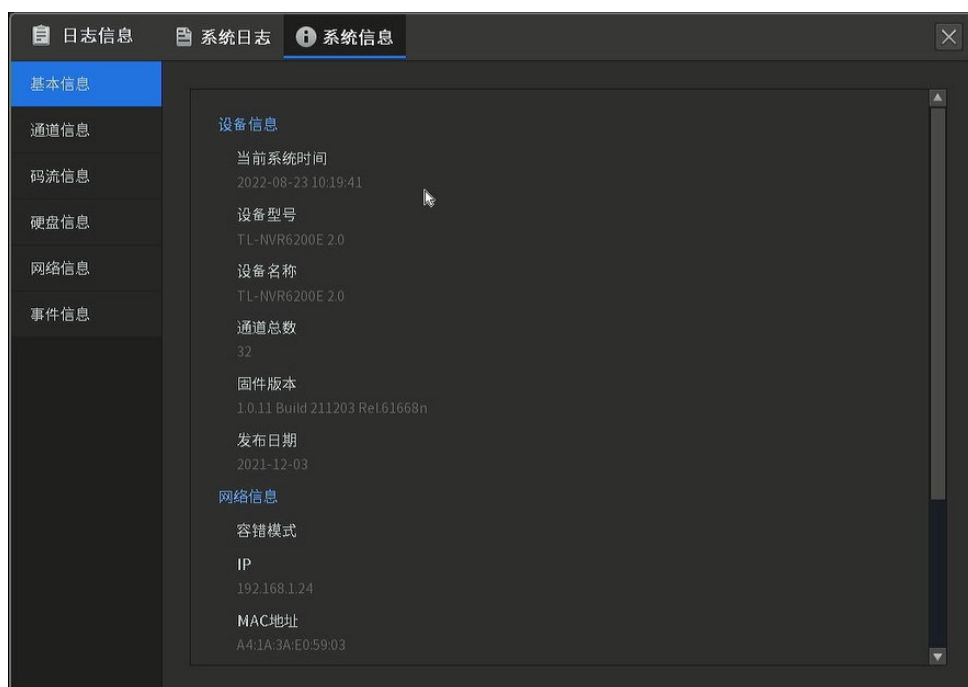 日志信息 系统日志 系统信息
基本信息
通道信息
码流信息
硬盘信息
网络信息
事件信息
设备信息
当前系统时间
2022-08-23 10:19:41
设备型号
TL-NVR6200E 2.0
设备名称
TL-NVR6200E 2.0
通道总数
32
固件版本
1.0.11 Build 211203 Rel.61668n
发布日期
2021-12-03
网络信息
容错模式
IP
192.168.1.24
MAC地址
A4:1A:3A:E0:59:03